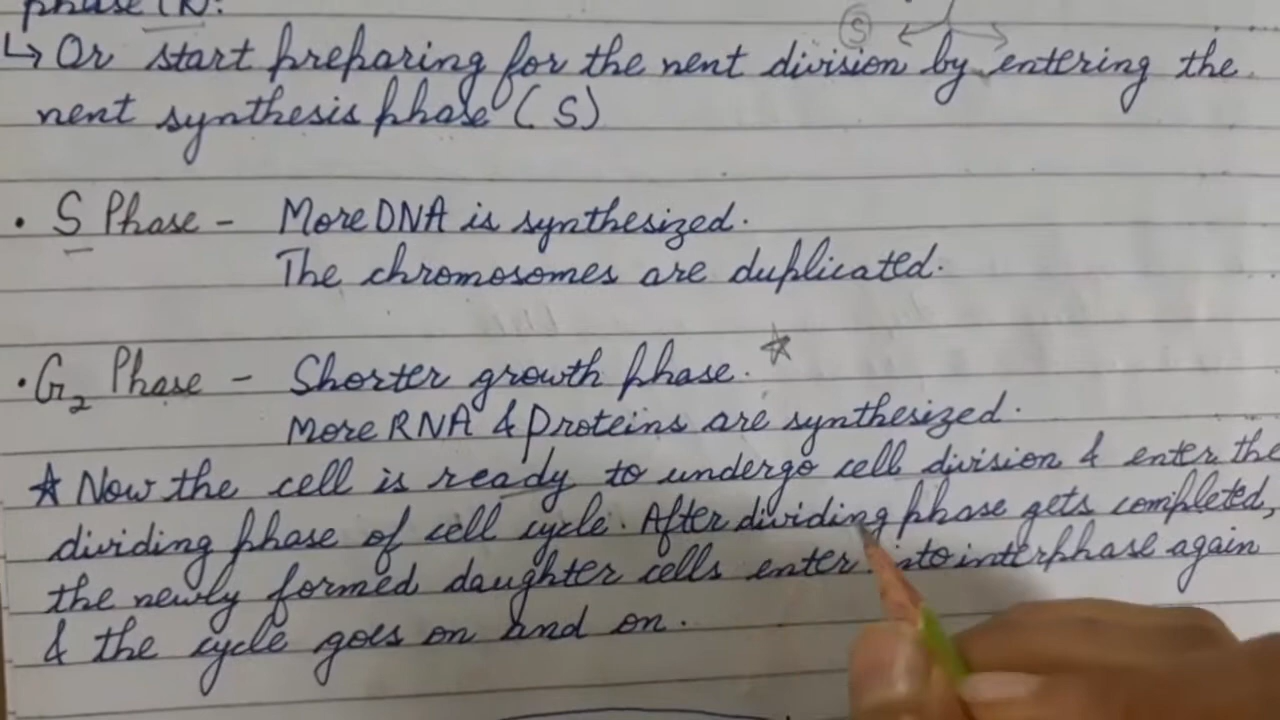 phase (R).
S
↳ Or start preparing for the nent division by entering the
nent synthesis phase (S)
• S Phase - More DNA is synthesized.
The chromosomes are duplicated.
• G₂ Phase - Shorter growth phase. ☆
More RNA & Proteins are synthesized.
☆ Now the cell is ready to undergo cell division & enter the
dividing phase of cell cycle. After dividing phase gets completed,
the newly formed daughter cells enter into interphase again
& the cycle goes on and on.